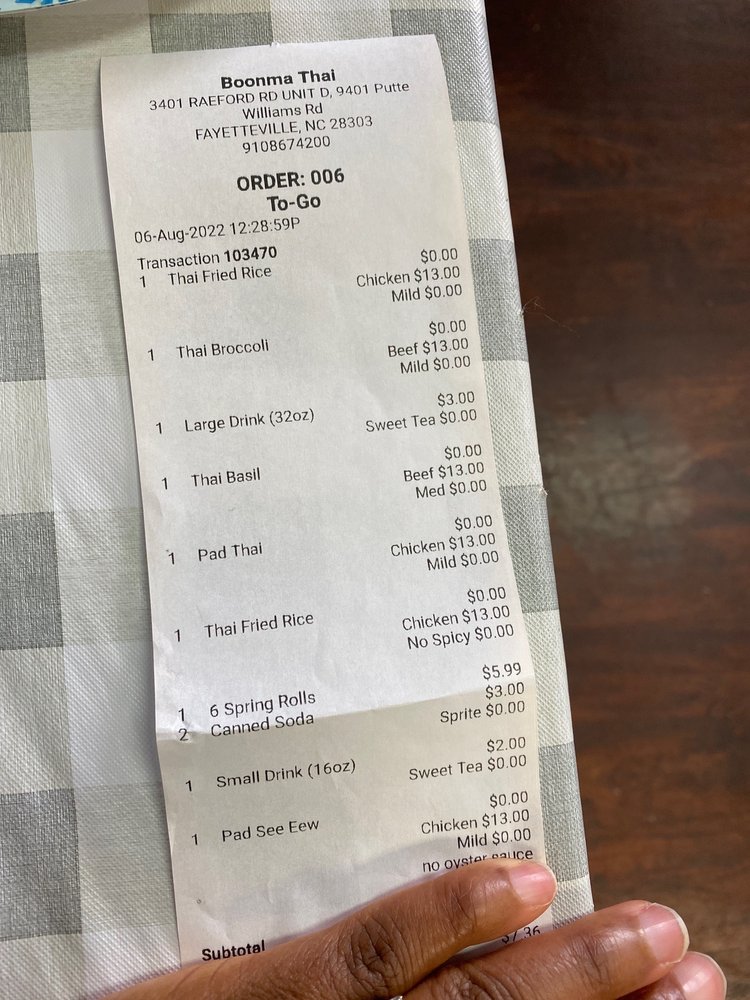 Boonma Thai
3401 RAEFORD RD UNIT D, 9401 Putte
Williams Rd
FAYETTEVILLE, NC 28303
9108674200
ORDER: 006
To-Go
06-Aug-2022 12:28:59P
Transaction 103470
1 Thai Fried Rice $0.00
Chicken $13.00
Mild $0.00
1 Thai Broccoli $0.00
Beef $13.00
Mild $0.00
1 Large Drink (32oz) $3.00
Sweet Tea $0.00
1 Thai Basil $0.00
Beef $13.00
Med $0.00
1 Pad Thai $0.00
Chicken $13.00
Mild $0.00
1 Thai Fried Rice $0.00
Chicken $13.00
No Spicy $0.00
1 6 Spring Rolls $5.99
2 Canned Soda $3.00
Sprite $0.00
1 Small Drink (16oz) $2.00
Sweet Tea $0.00
1 Pad See Eew $0.00
Chicken $13.00
Mild $0.00
no oyster sauce
Subtotal